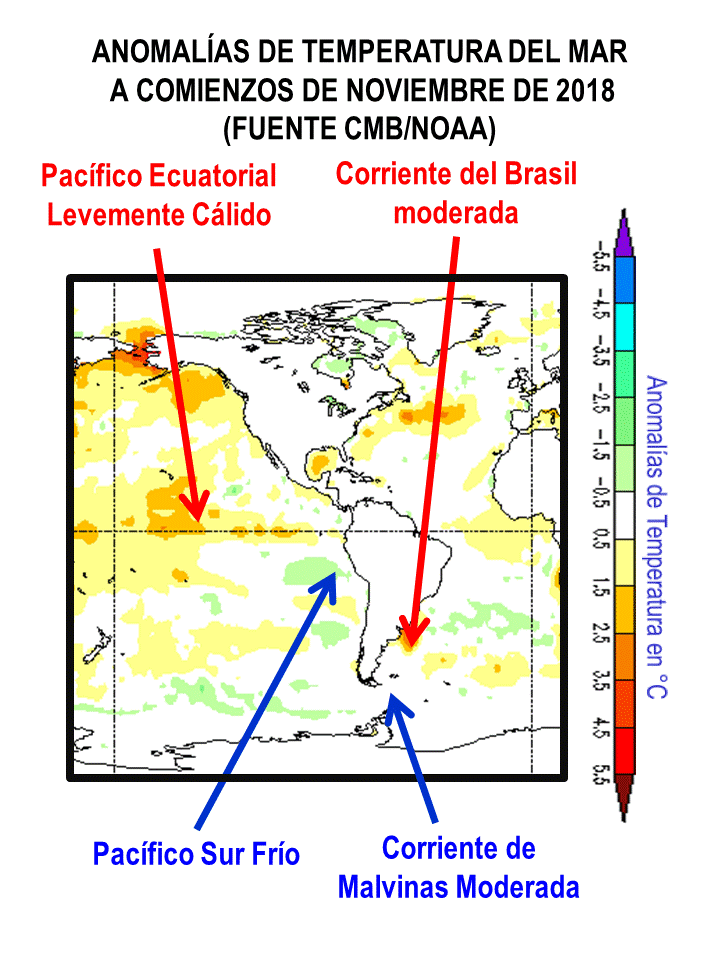 ANOMALÍAS DE TEMPERATURA DEL MAR
A COMIENZOS DE NOVIEMBRE DE 2018
(FUENTE CMB/NOAA)
Pacífico Ecuatorial
Levemente Cálido
Corriente del Brasil
moderada
-5.5
-4.5
-3.5
-2.5
-1.5
-0.5
0.5
1.5
2.5
3.5
4.5
5.5
Anomalías de Temperatura en °C
Pacífico Sur Frío
Corriente de
Malvinas Moderada